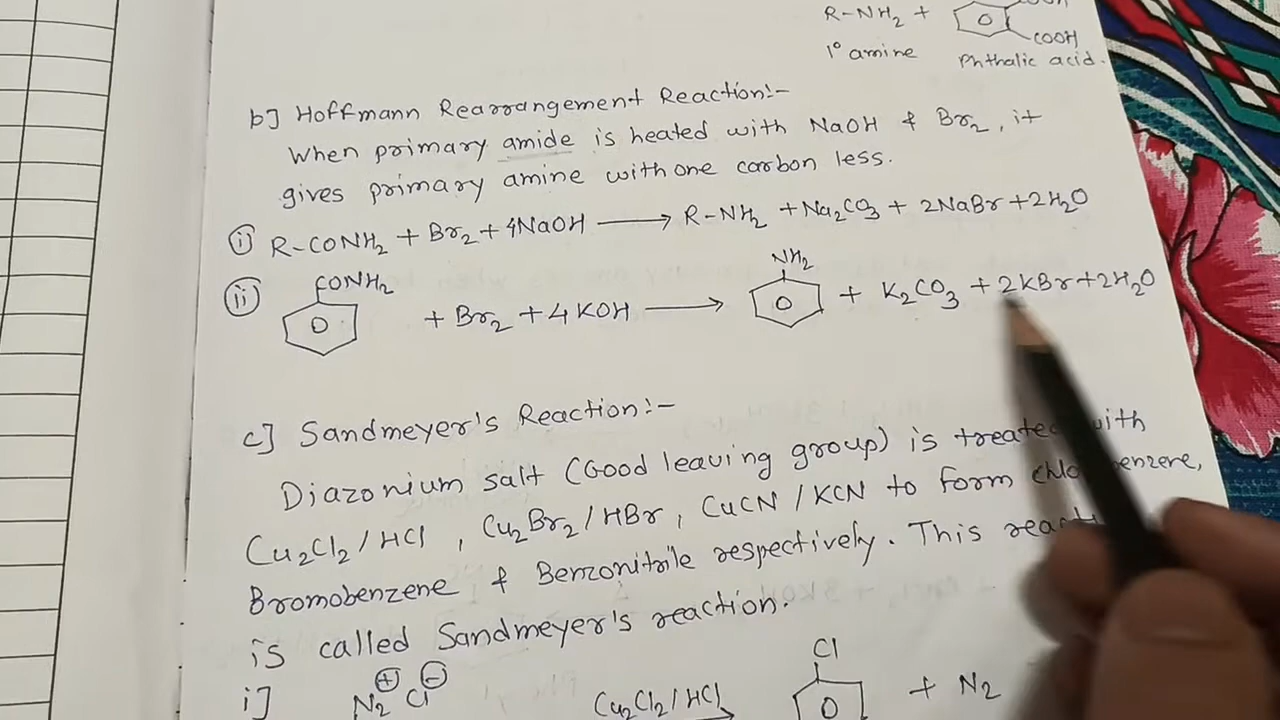 R-NH₂ +
COOH
1° amine Phthalic acid.
b] Hoffmann Rearrangement Reaction:-
When primary amide is heated with NaOH & Br₂, it
gives primary amine with one carbon less.
(i) R-CONH₂ + Br₂ + 4NaOH ⟶ R-NH₂ + Na₂CO₃ + 2NaBr + 2H₂O
(ii) CONH₂ + Br₂ + 4KOH ⟶ NH₂ + K₂CO₃ + 2KBr + 2H₂O
c] Sandmeyer's Reaction:-
Diazonium salt (Good leaving group) is treated with
Cu₂Cl₂/HCl, Cu₂Br₂/HBr, CuCN/KCN to form
Bromobenzene & Benzonitrile respectively. This
is called Sandmeyer's reaction.
Cl
i] N₂⊕ Cl⊖ Cu₂Cl₂/HCl ⟶ + N₂